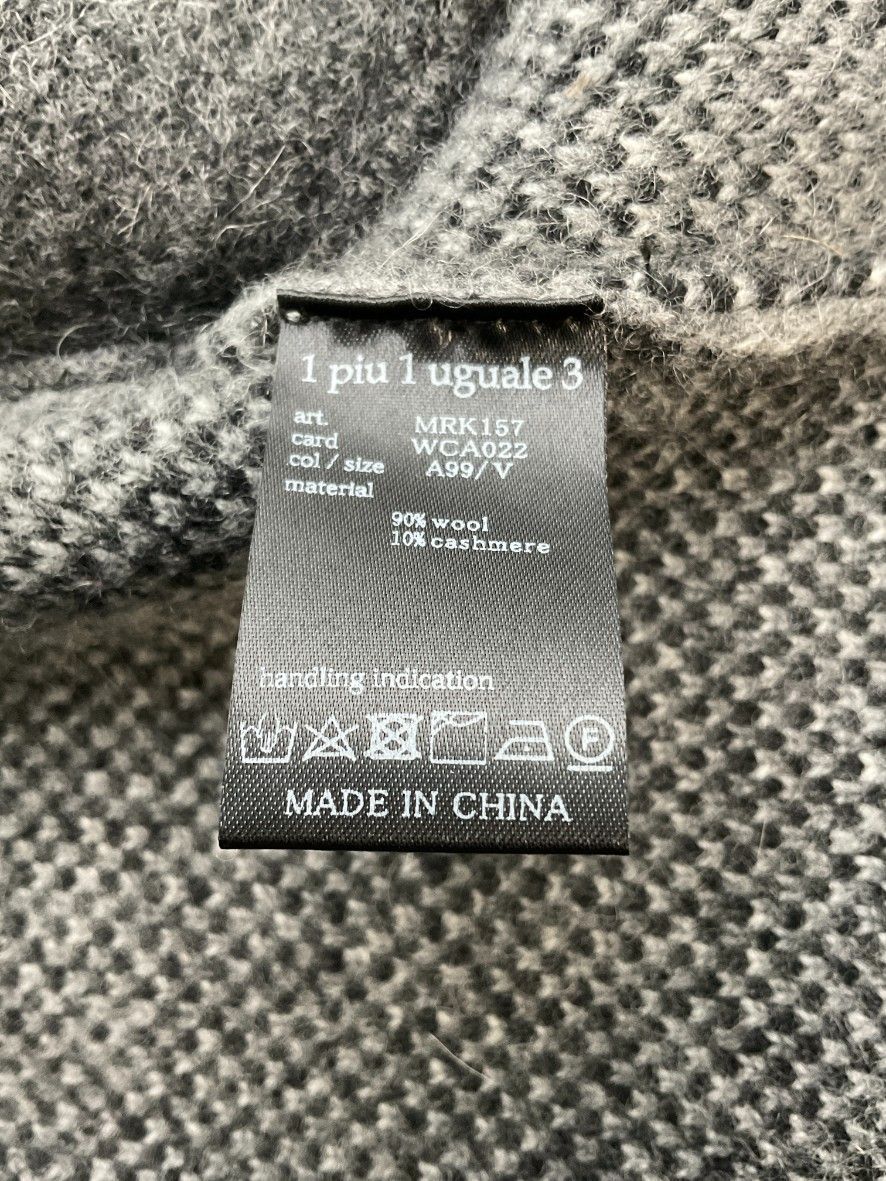 1 piu 1 uguale 3
art. MRK157
card WCA022
col / size A99/V
material
90% wool
10% cashmere
handling indication
F
MADE IN CHINA